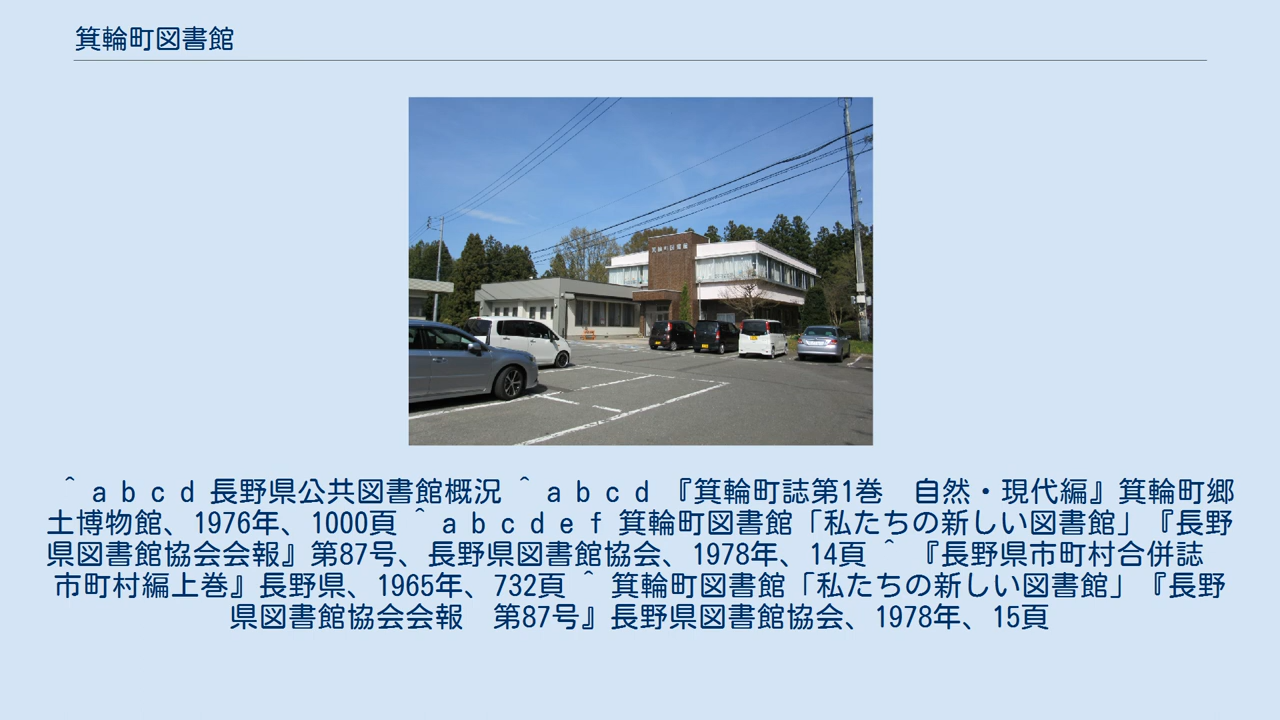 箕輪町図書館
箕輪町図書館
＾ ａ ｂ ｃ ｄ 長野県公共図書館概況 ＾ ａ ｂ ｃ ｄ 『箕輪町誌第1巻　自然・現代編』箕輪町郷
土博物館、1976年、1000頁 ＾ ａ ｂ ｃ ｄ ｅ ｆ 箕輪町図書館「私たちの新しい図書館」『長野
県図書館協会会報』第87号、長野県図書館協会、1978年、14頁 ＾ 『長野県市町村合併誌
市町村編上巻』長野県、1965年、732頁 ＾ 箕輪町図書館「私たちの新しい図書館」『長野
県図書館協会会報　第87号』長野県図書館協会、1978年、15頁